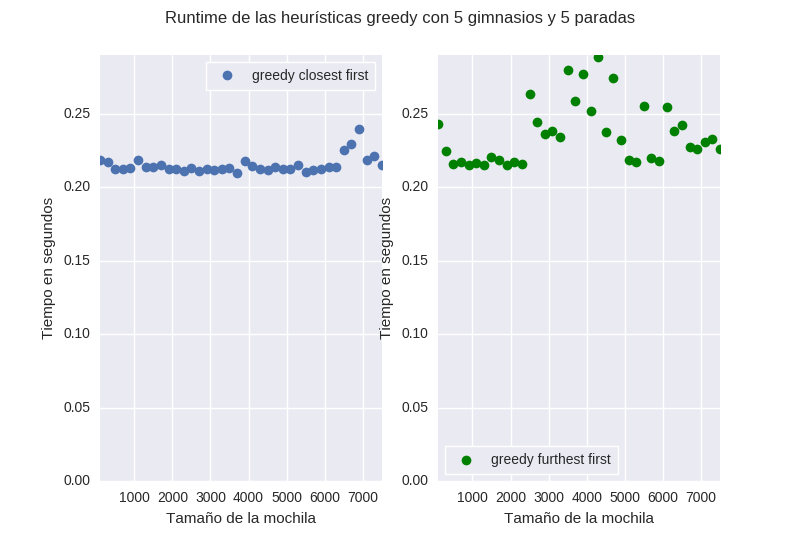 Runtime de las heurísticas greedy con 5 gimnasios y 5 paradas
greedy closest first
0.25
0.20
0.15
0.10
0.05
0.00
Tiempo en segundos
1000 2000 3000 4000 5000 6000 7000
Tamaño de la mochila
0.25
0.20
0.15
0.10
0.05
0.00
Tiempo en segundos
greedy furthest first
1000 2000 3000 4000 5000 6000 7000
Tamaño de la mochila